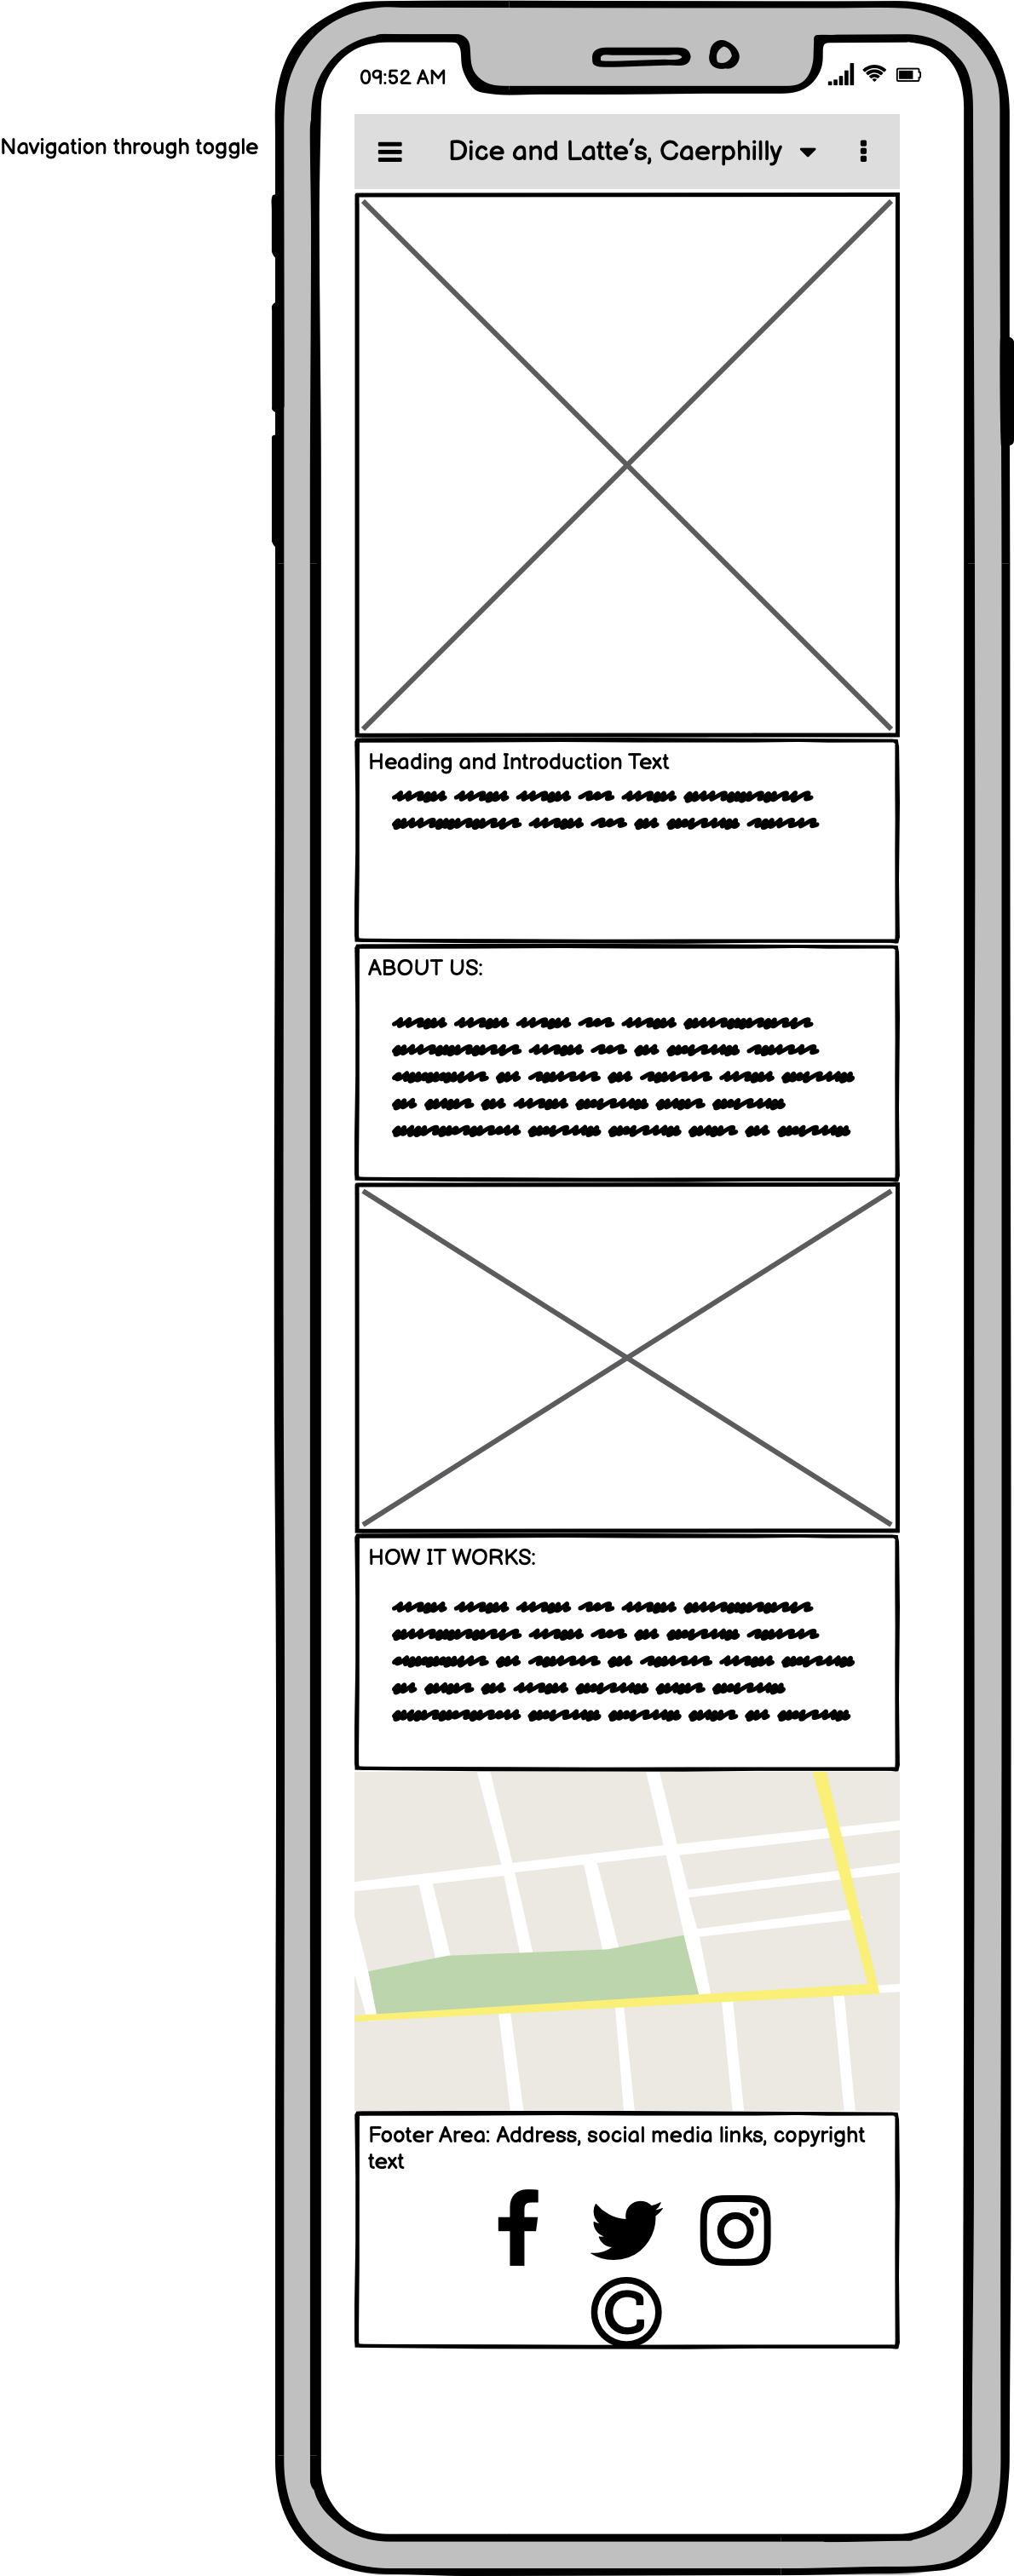 09:52 AM
Navigation through toggle
Dice and Latte's, Caerphilly
Heading and Introduction Text
ABOUT US:
HOW IT WORKS:
Footer Area: Address, social media links, copyright
text
©